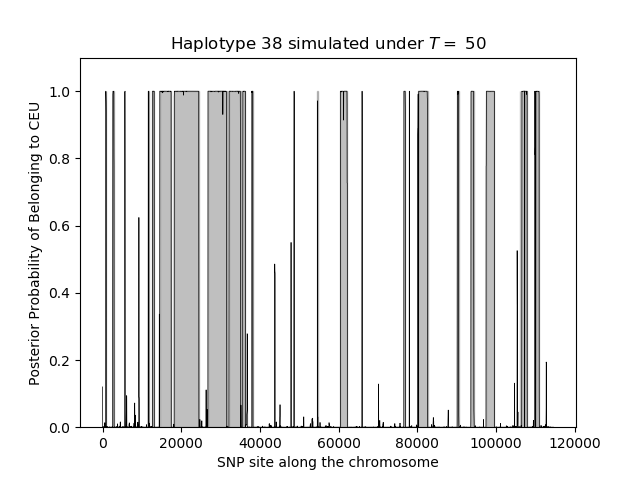 Haplotype 38 simulated under T = 50
Posterior Probability of Belonging to CEU
1.0
0.8
0.6
0.4
0.2
0.0
0 20000 40000 60000 80000 100000 120000
SNP site along the chromosome